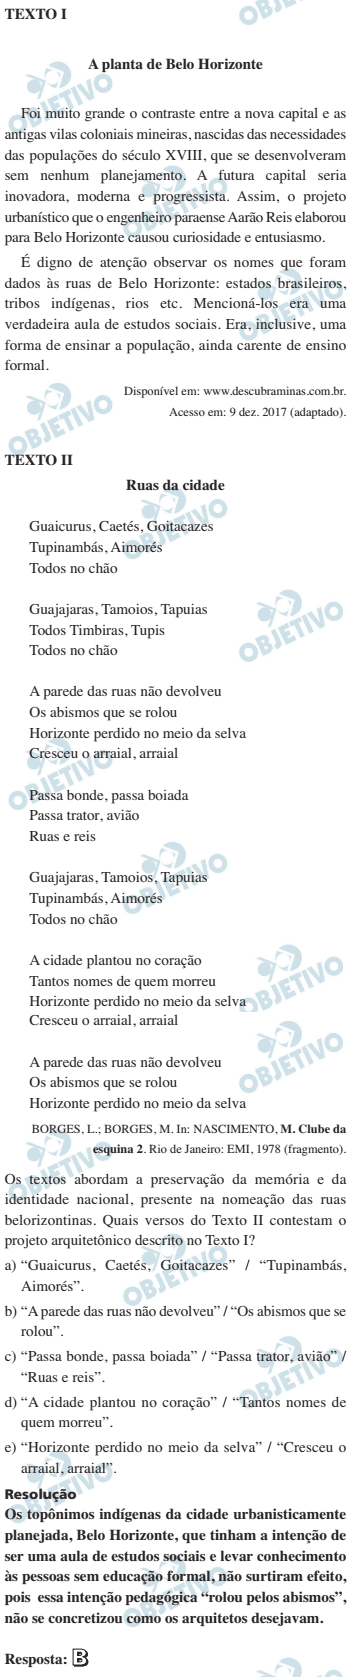 TEXTO I
A planta de Belo Horizonte
Foi muito grande o contraste entre a nova capital e as
antigas vilas coloniais mineiras, nascidas das necessidades
das populações do século XVIII, que se desenvolveram
sem nenhum planejamento. A futura capital seria
inovadora, moderna e progressista. Assim, o projeto
urbanístico que o engenheiro paraense Aarão Reis elaborou
para Belo Horizonte causou curiosidade e entusiasmo.
É digno de atenção observar os nomes que foram
dados às ruas de Belo Horizonte: estados brasileiros,
tribos indígenas, rios etc. Mencioná-los era uma
verdadeira aula de estudos sociais. Era, inclusive, uma
forma de ensinar a população, ainda carente de ensino
formal.
Disponível em: www.descubraminas.com.br.
Acesso em: 9 dez. 2017 (adaptado).
TEXTO II
Ruas da cidade
Guaicurus, Caetés, Goitacazes
Tupinambás, Aimorés
Todos no chão
Guajajaras, Tamoios, Tapuias
Todos Timbiras, Tupis
Todos no chão
A parede das ruas não devolveu
Os abismos que se rolou
Horizonte perdido no meio da selva
Cresceu o arraial, arraial
Passa bonde, passa boiada
Passa trator, avião
Ruas e reis
Guajajaras, Tamoios, Tapuias
Tupinambás, Aimorés
Todos no chão
A cidade plantou no coração
Tantos nomes de quem morreu
Horizonte perdido no meio da selva
Cresceu o arraial, arraial
A parede das ruas não devolveu
Os abismos que se rolou
Horizonte perdido no meio da selva
BORGES, L.; BORGES, M. In: NASCIMENTO, M. Clube da
esquina 2. Rio de Janeiro: EMI, 1978 (fragmento).
Os textos abordam a preservação da memória e da
identidade nacional, presente na nomeação das ruas
belorizontinas. Quais versos do Texto II contestam o
projeto arquitetônico descrito no Texto I?
a) “Guaicurus, Caetés, Goitacazes” / “Tupinambás,
Aimorés”.
b) “A parede das ruas não devolveu” / “Os abismos que se
rolou”.
c) “Passa bonde, passa boiada” / “Passa trator, avião” /
“Ruas e reis”.
d) “A cidade plantou no coração” / “Tantos nomes de
quem morreu”.
e) “Horizonte perdido no meio da selva” / “Cresceu o
arraial, arraial”.
Resolução
Os topônimos indígenas da cidade urbanisticamente
planejada, Belo Horizonte, que tinham a intenção de
ser uma aula de estudos sociais e levar conhecimento
às pessoas sem educação formal, não surtiram efeito,
pois essa intenção pedagógica “rolou pelos abismos”,
não se concretizou como os arquitetos desejavam.
Resposta: B